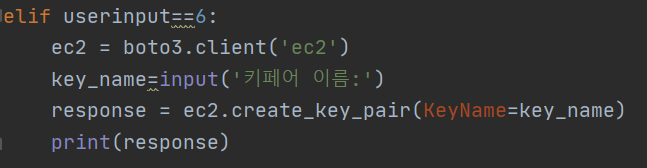 elif userinput==6:
    ec2 = boto3.client('ec2')
    key_name=input('키페어 이름:')
    response = ec2.create_key_pair(KeyName=key_name)
    print(response)